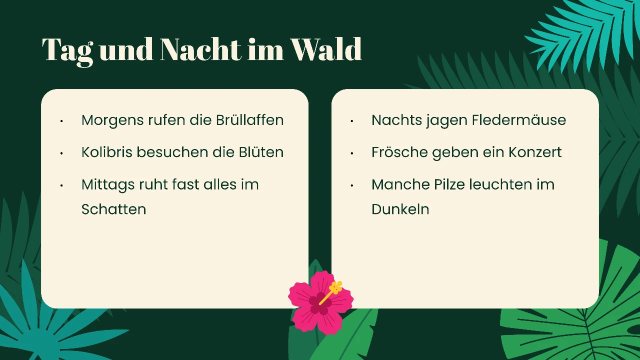 Tag und Nacht im Wald
· Morgens rufen die Brüllaffen
· Kolibris besuchen die Blüten
· Mittags ruht fast alles im
Schatten
· Nachts jagen Fledermäuse
· Frösche geben ein Konzert
· Manche Pilze leuchten im
Dunkeln